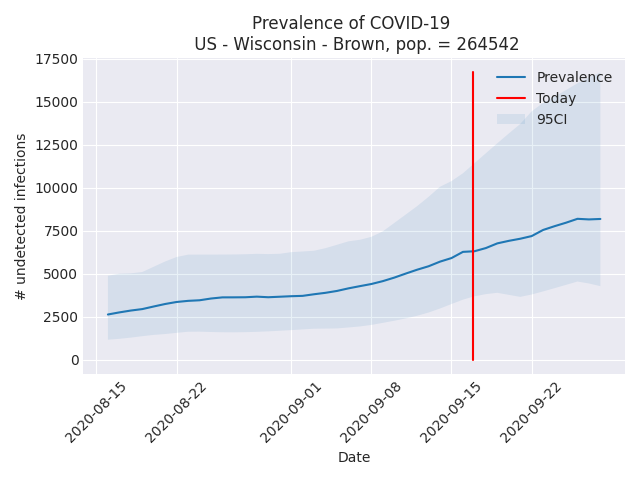 Prevalence of COVID-19
US - Wisconsin - Brown, pop. = 264542
17500
15000
12500
10000
7500
5000
2500
0
# undetected infections
Prevalence
Today
95CI
2020-08-15
2020-08-22
2020-09-01
2020-09-08
2020-09-15
2020-09-22
Date